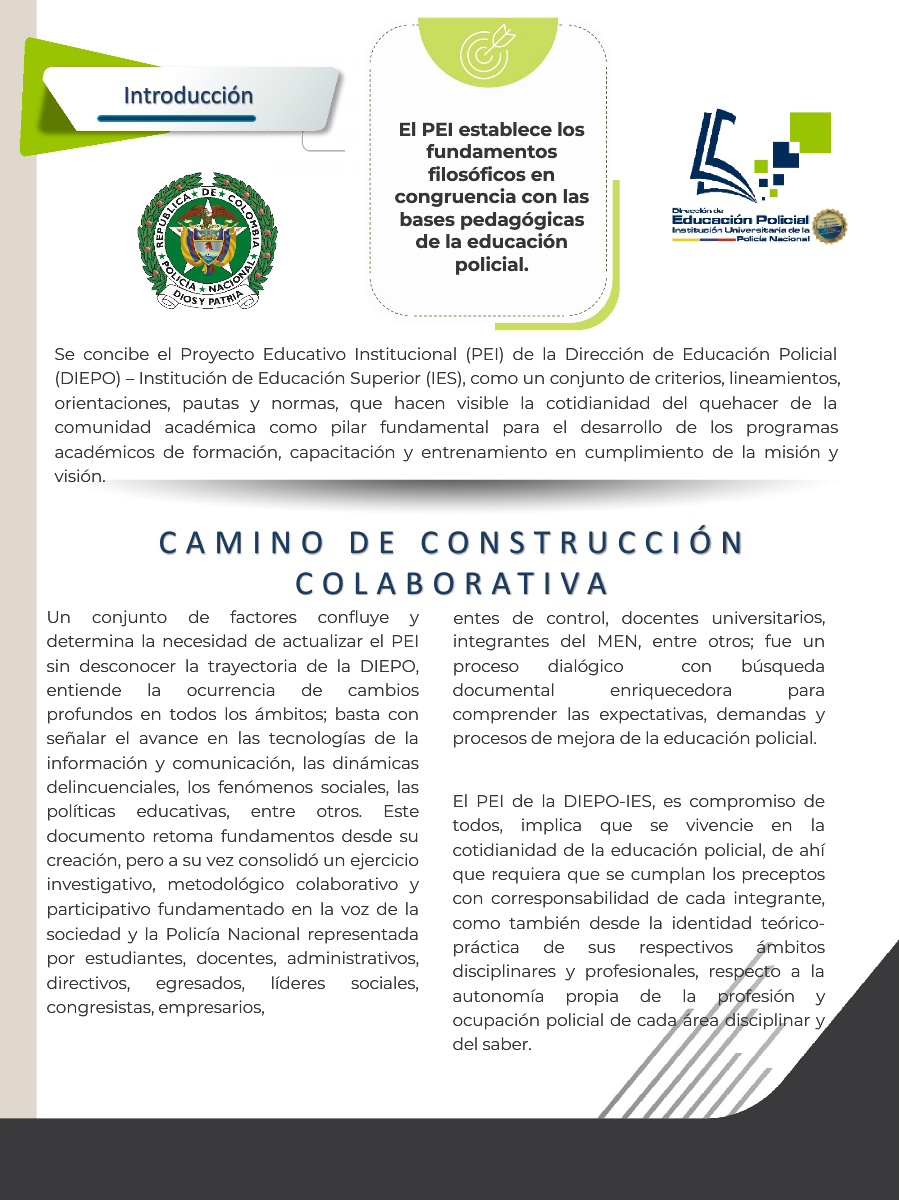 Introducción
El PEI establece los
fundamentos
filosóficos en
congruencia con las
bases pedagógicas
de la educación
policial.
REPÚBLICA DE COLOMBIA
POLICÍA NACIONAL
DIOS Y PATRIA
Dirección de
Educación Policial
Institución Universitaria de la
Policía Nacional
Se concibe el Proyecto Educativo Institucional (PEI) de la Dirección de Educación Policial
(DIEPO) – Institución de Educación Superior (IES), como un conjunto de criterios, lineamientos,
orientaciones, pautas y normas, que hacen visible la cotidianidad del quehacer de la
comunidad académica como pilar fundamental para el desarrollo de los programas
académicos de formación, capacitación y entrenamiento en cumplimiento de la misión y
visión.
CAMINO DE CONSTRUCCIÓN
COLABORATIVA
Un conjunto de factores confluye y
determina la necesidad de actualizar el PEI
sin desconocer la trayectoria de la DIEPO,
entiende la ocurrencia de cambios
profundos en todos los ámbitos; basta con
señalar el avance en las tecnologías de la
información y comunicación, las dinámicas
delincuenciales, los fenómenos sociales, las
políticas educativas, entre otros. Este
documento retoma fundamentos desde su
creación, pero a su vez consolidó un ejercicio
investigativo, metodológico colaborativo y
participativo fundamentado en la voz de la
sociedad y la Policía Nacional representada
por estudiantes, docentes, administrativos,
directivos, egresados, líderes sociales,
congresistas, empresarios,
entes de control, docentes universitarios,
integrantes del MEN, entre otros; fue un
proceso dialógico con búsqueda
documental enriquecedora para
comprender las expectativas, demandas y
procesos de mejora de la educación policial.
El PEI de la DIEPO-IES, es compromiso de
todos, implica que se vivencie en la
cotidianidad de la educación policial, de ahí
que requiera que se cumplan los preceptos
con corresponsabilidad de cada integrante,
como también desde la identidad teórico-
práctica de sus respectivos ámbitos
disciplinares y profesionales, respecto a la
autonomía propia de la profesión y
ocupación policial de cada área disciplinar y
del saber.